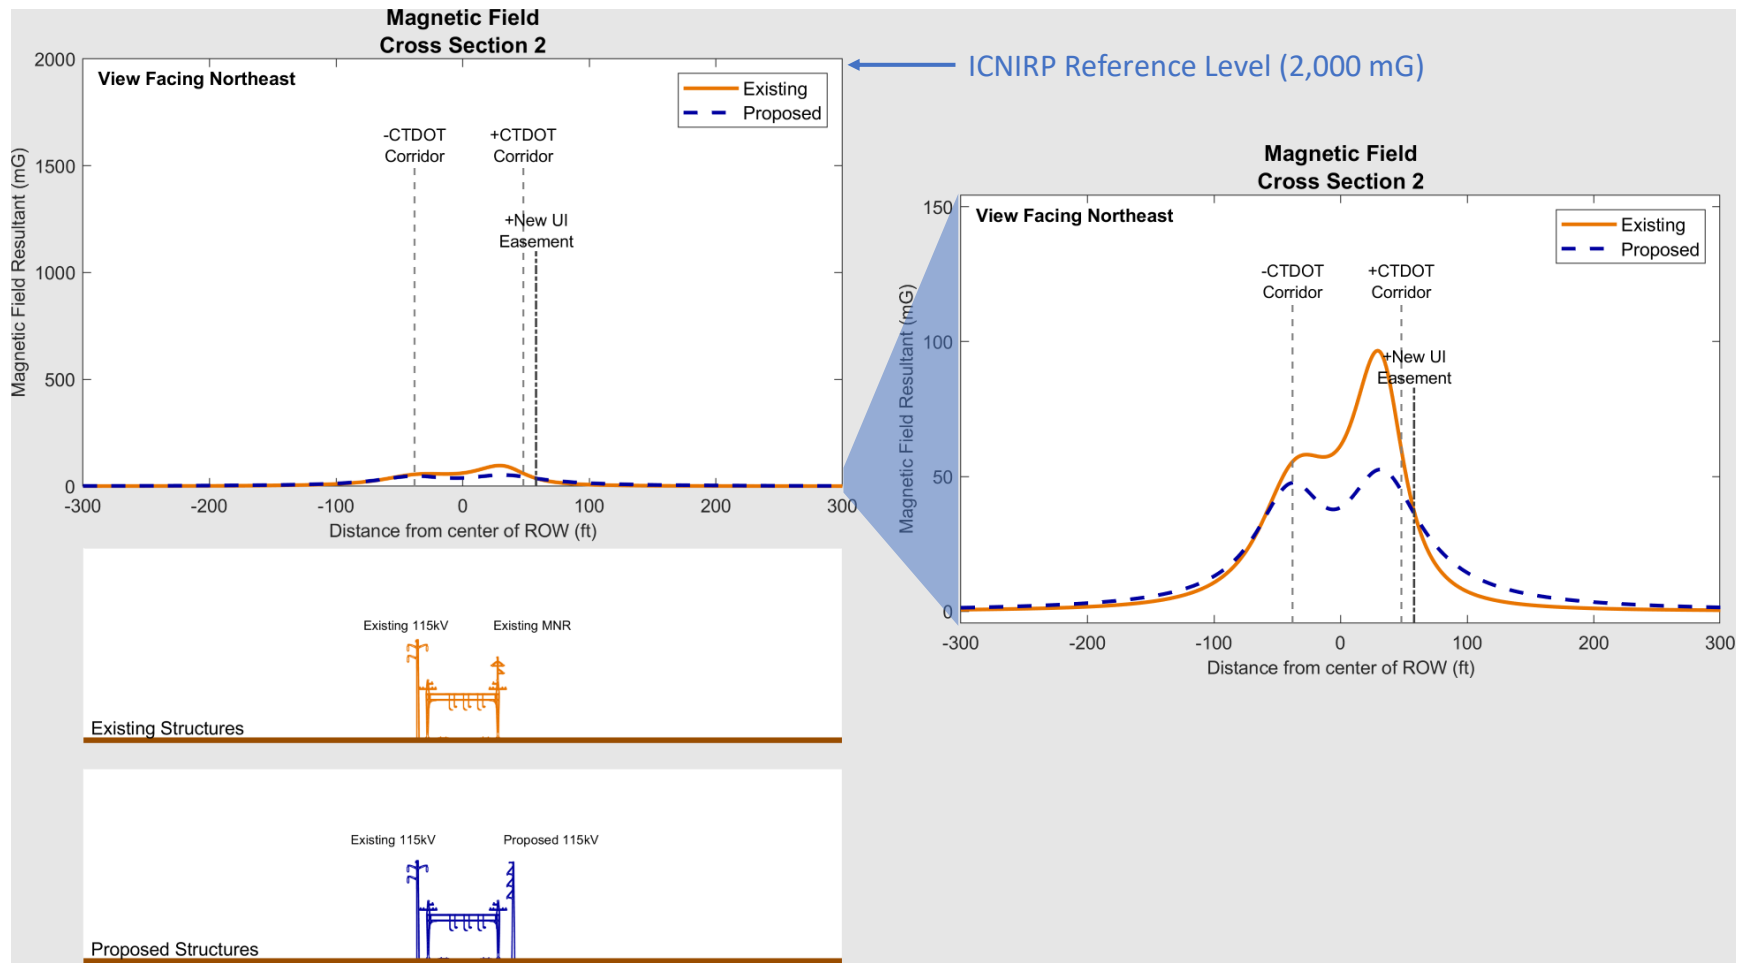 Magnetic Field
Cross Section 2
2000
1500
1000
500
0
Magnetic Field Resultant (mG)
View Facing Northeast
Existing
Proposed
-CTDOT
Corridor
+CTDOT
Corridor
+New UI
Easement
-300
-200
-100
0
100
200
300
Distance from center of ROW (ft)
ICNIRP Reference Level (2,000 mG)
Magnetic Field
Cross Section 2
150
100
50
0
Magnetic Field Resultant (mG)
View Facing Northeast
Existing
Proposed
-CTDOT
Corridor
+CTDOT
Corridor
+New UI
Easement
-300
-200
-100
0
100
200
300
Distance from center of ROW (ft)
Existing 115kV
Existing MNR
Existing Structures
Existing 115kV
Proposed 115kV
Proposed Structures